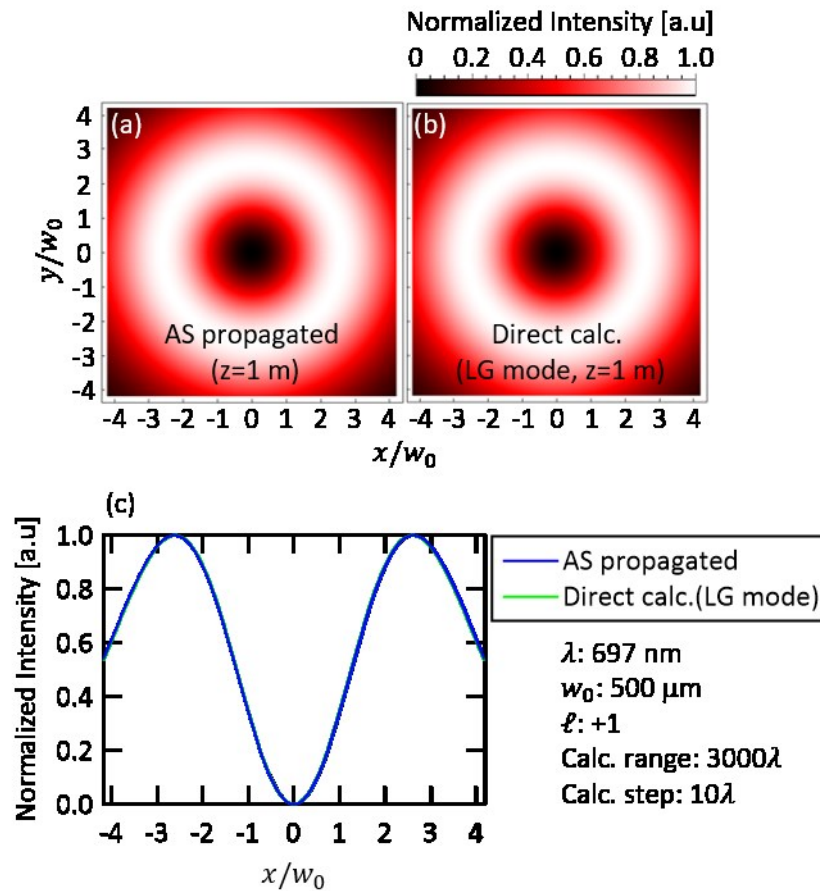 Normalized Intensity [a.u]
0 0.2 0.4 0.6 0.8 1.0
(a)
(b)
4
3
2
1
0
-1
-2
-3
-4
y/w₀
AS propagated
(z=1 m)
Direct calc.
(LG mode, z=1 m)
-4 -3 -2 -1 0 1 2 3 4
-4 -3 -2 -1 0 1 2 3 4
x/w₀
(c)
Normalized Intensity [a.u]
1.0
0.8
0.6
0.4
0.2
0.0
-4 -3 -2 -1 0 1 2 3 4
x/w₀
AS propagated
Direct calc.(LG mode)
λ: 697 nm
w₀: 500 μm
ℓ: +1
Calc. range: 3000λ
Calc. step: 10λ